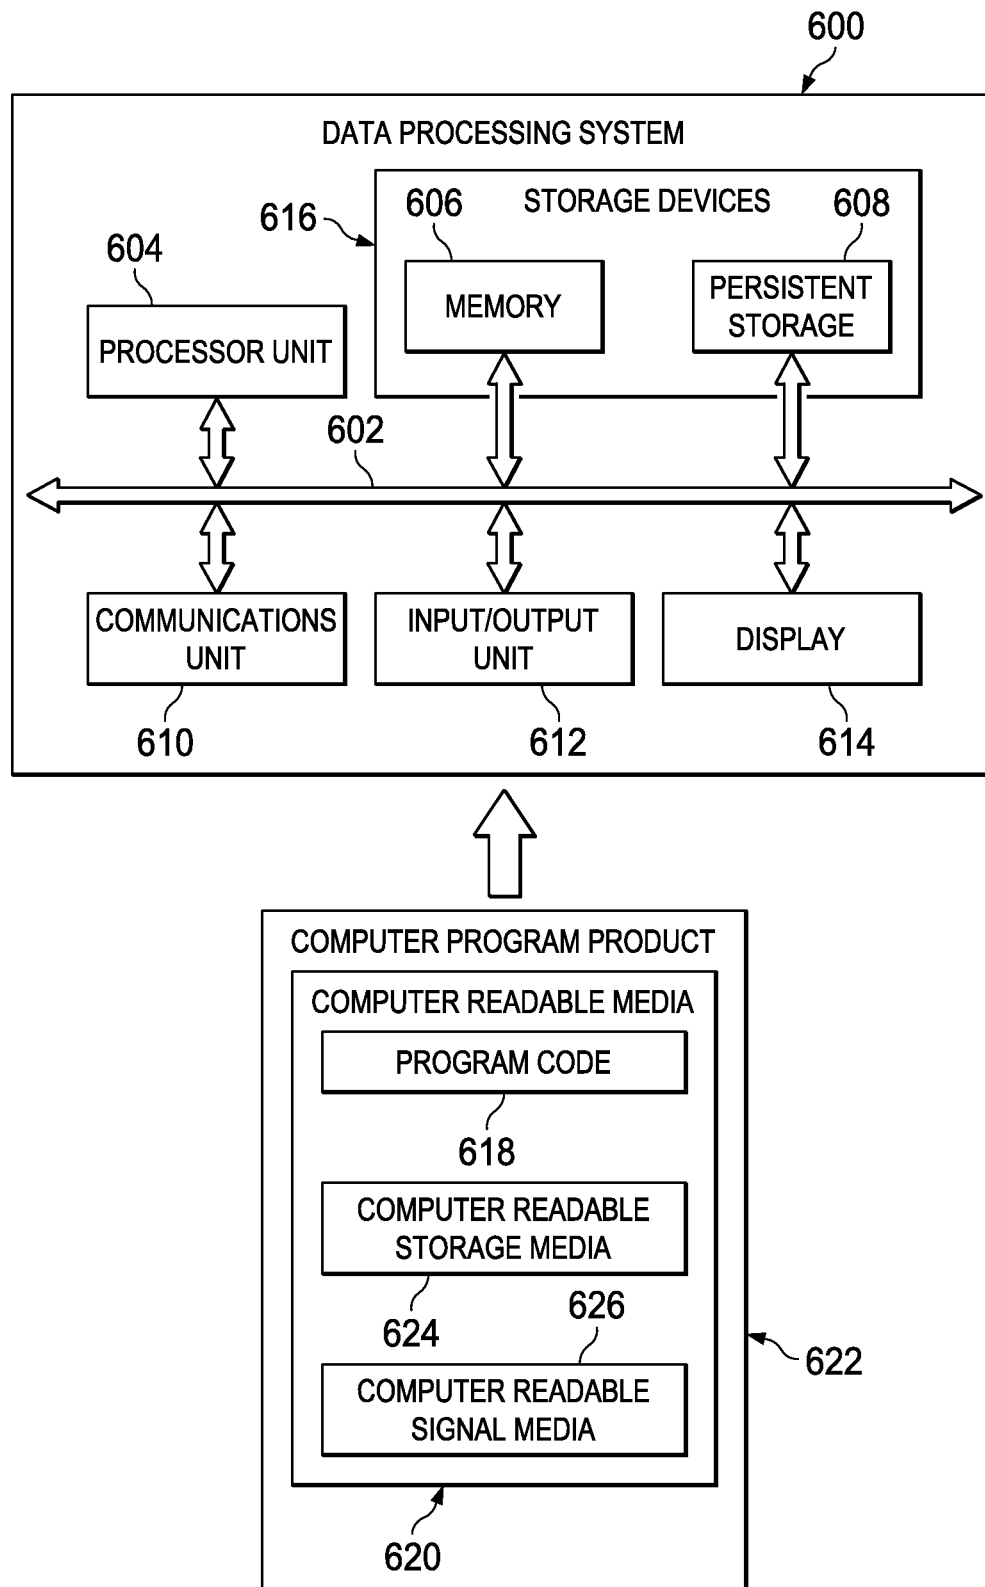 600
DATA PROCESSING SYSTEM
STORAGE DEVICES
616
606
608
604
MEMORY
PERSISTENT
STORAGE
PROCESSOR UNIT
602
COMMUNICATIONS
UNIT
INPUT/OUTPUT
UNIT
DISPLAY
610
612
614
COMPUTER PROGRAM PRODUCT
COMPUTER READABLE MEDIA
PROGRAM CODE
618
COMPUTER READABLE
STORAGE MEDIA
624
626
622
COMPUTER READABLE
SIGNAL MEDIA
620